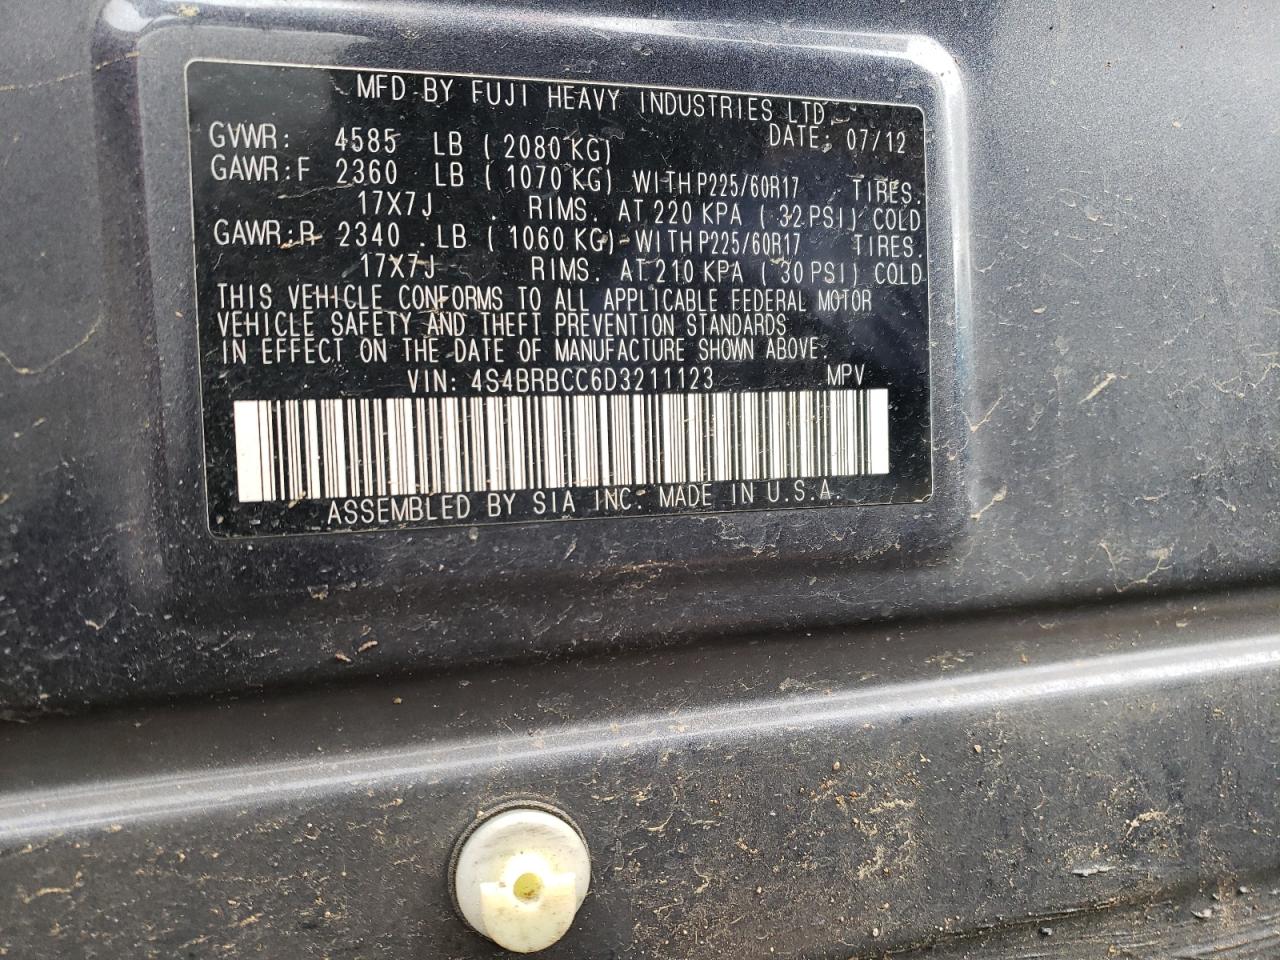 MFD BY FUJI HEAVY INDUSTRIES LTD.
DATE: 07/12
GVWR: 4585 LB ( 2080 KG)
GAWR:F 2360 LB ( 1070 KG) WITH P225/60R17 TIRES.
17X7J . RIMS. AT 220 KPA ( 32 PSI) COLD
GAWR:R 2340 LB ( 1060 KG) WITH P225/60R17 TIRES.
17X7J RIMS. AT 210 KPA ( 30 PSI) COLD
THIS VEHICLE CONFORMS TO ALL APPLICABLE FEDERAL MOTOR
VEHICLE SAFETY AND THEFT PREVENTION STANDARDS
IN EFFECT ON THE DATE OF MANUFACTURE SHOWN ABOVE.
VIN: 4S4BRBCC6D3211123 MPV
ASSEMBLED BY SIA INC. MADE IN U.S.A.